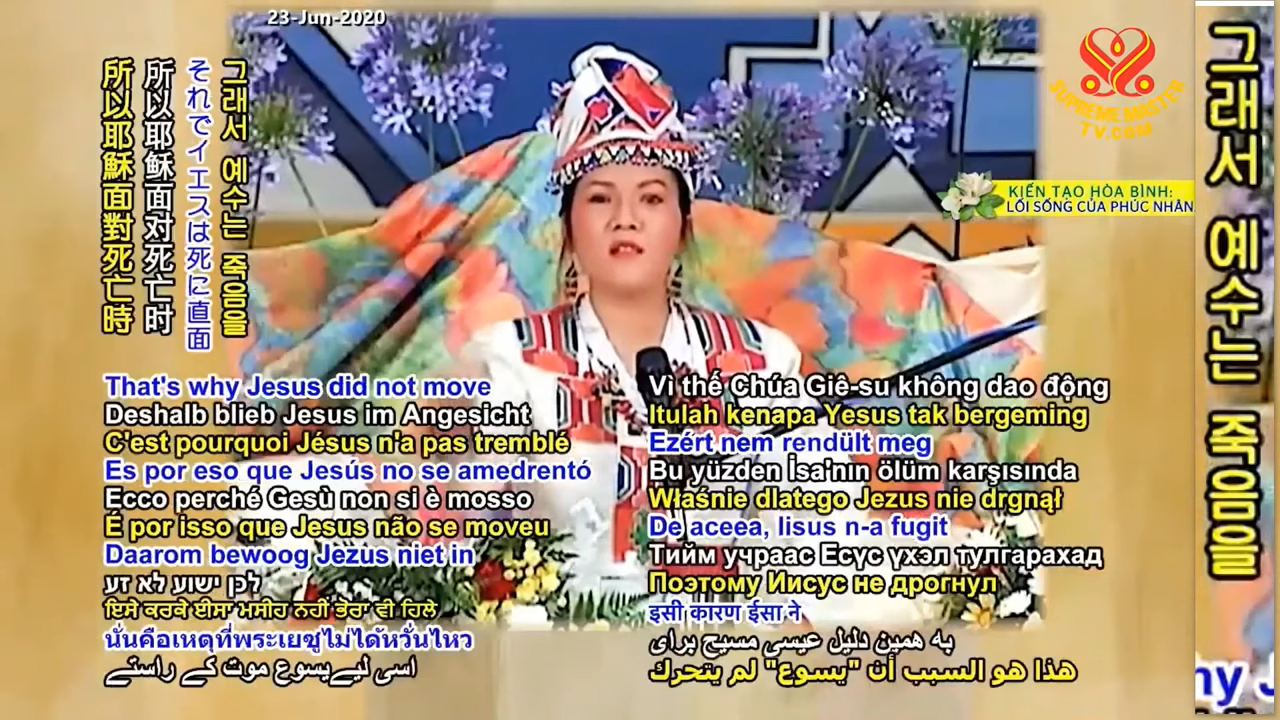 23-Jun-2020
SUPREME MASTER
TV.COM
KIẾN TẠO HÒA BÌNH:
LỐI SỐNG CỦA PHÚC NHÂN
그래서 예수는 죽음을
それでイエスは死に直面
所以耶稣面对死亡时
所以耶穌面對死亡時
That's why Jesus did not move
Deshalb blieb Jesus im Angesicht
C'est pourquoi Jésus n'a pas tremblé
Es por eso que Jesús no se amedrentó
Ecco perché Gesù non si è mosso
É por isso que Jesus não se moveu
Daarom bewoog Jezus niet in
לכן ישוע לא זע
ਇਸੇ ਕਰਕੇ ਈਸਾ ਮਸੀਹ ਨਹੀਂ ਭੋਰਾ ਵੀ ਹਿਲੇ
นั่นคือเหตุที่พระเยซูไม่ได้หวั่นไหว
اسی لیےیسوع موت کے راستے
Vì thế Chúa Giê-su không dao động
Itulah kenapa Yesus tak bergeming
Ezért nem rendült meg
Bu yüzden İsa'nın ölüm karşısında
Właśnie dlatego Jezus nie drgnął
De aceea, Iisus n-a fugit
Тийм учраас Есүс үхэл тулгарахад
Поэтому Иисус не дрогнул
इसी कारण ईसा ने
به همین دلیل عیسی مسیح برای
هذا هو السبب أن "يسوع" لم يتحرك
그래서 예수는 죽음을
hy J